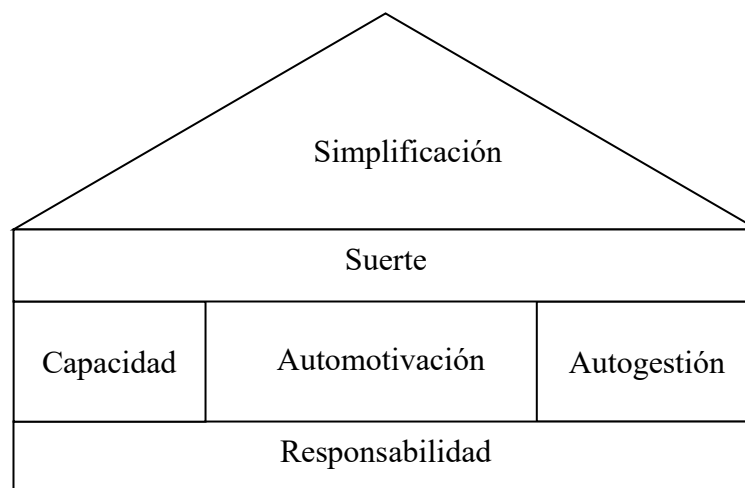 Simplificación
Suerte
Capacidad Automotivación Autogestión
Responsabilidad